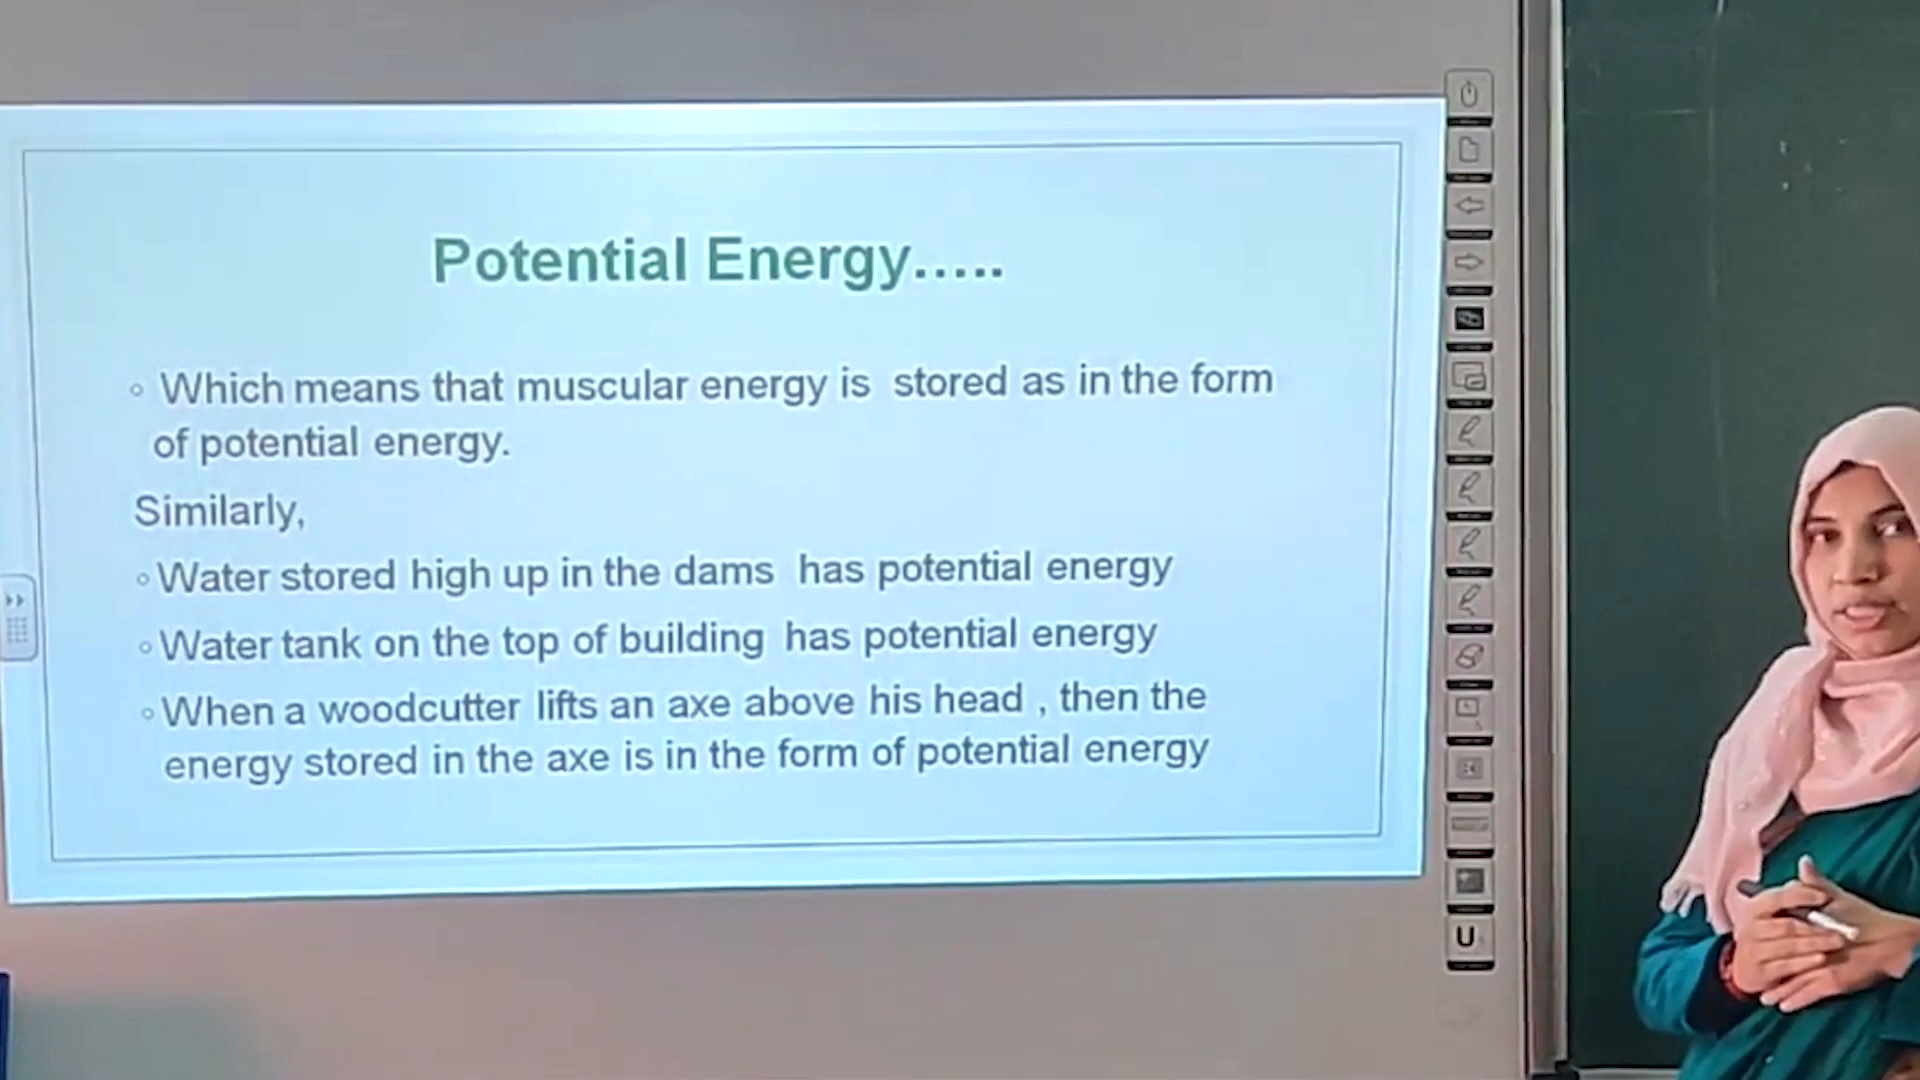 Potential Energy.....
◦ Which means that muscular energy is stored as in the form
of potential energy.
Similarly,
◦ Water stored high up in the dams has potential energy
◦ Water tank on the top of building has potential energy
◦ When a woodcutter lifts an axe above his head , then the
energy stored in the axe is in the form of potential energy
U